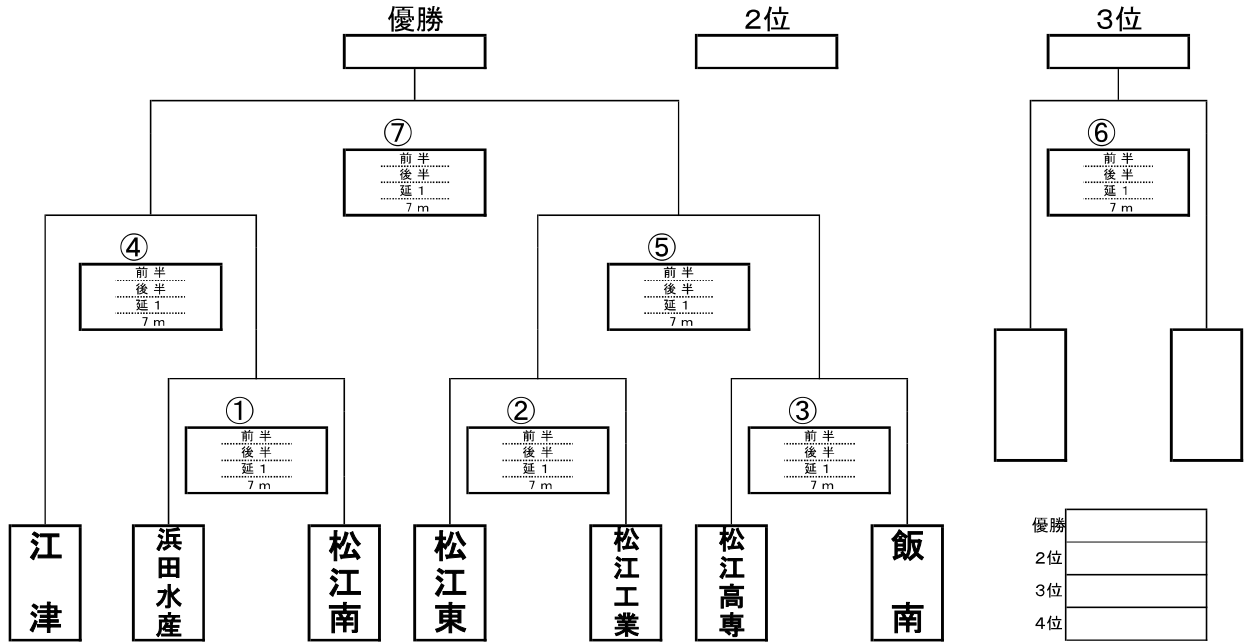 優勝
２位
３位
⑦
前半
後半
延１
７ｍ
⑥
前半
後半
延１
７ｍ
④
前半
後半
延１
７ｍ
⑤
前半
後半
延１
７ｍ
①
前半
後半
延１
７ｍ
②
前半
後半
延１
７ｍ
③
前半
後半
延１
７ｍ
江津
浜田水産
松江南
松江東
松江工業
松江高専
飯南
優勝
２位
３位
４位